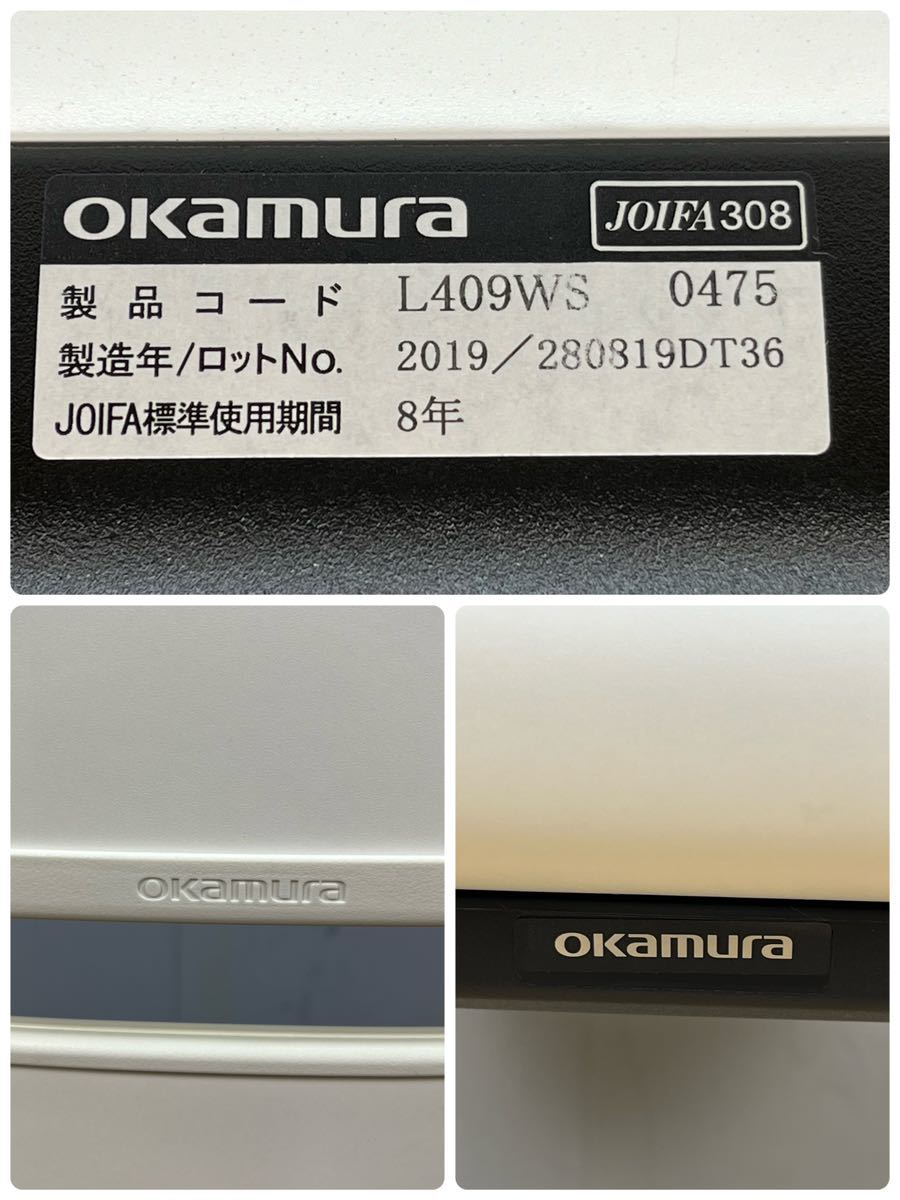 okamura JOIFA308
製品コード L409WS 0475
製造年/ロットNo. 2019/280819DT36
JOIFA標準使用期間 8年
okamura
okamura